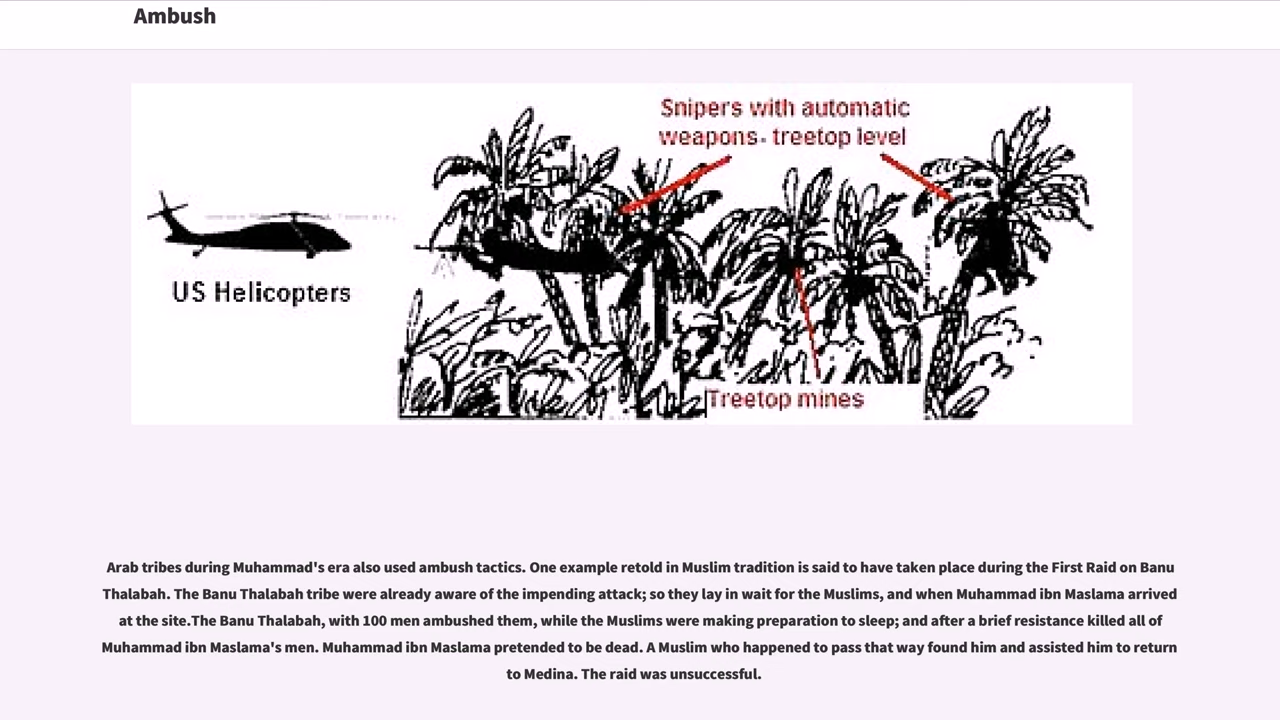 Ambush
Snipers with automatic
weapons- treetop level
US Helicopters
Treetop mines
Arab tribes during Muhammad's era also used ambush tactics. One example retold in Muslim tradition is said to have taken place during the First Raid on Banu
Thalabah. The Banu Thalabah tribe were already aware of the impending attack; so they lay in wait for the Muslims, and when Muhammad ibn Maslama arrived
at the site.The Banu Thalabah, with 100 men ambushed them, while the Muslims were making preparation to sleep; and after a brief resistance killed all of
Muhammad ibn Maslama's men. Muhammad ibn Maslama pretended to be dead. A Muslim who happened to pass that way found him and assisted him to return
to Medina. The raid was unsuccessful.